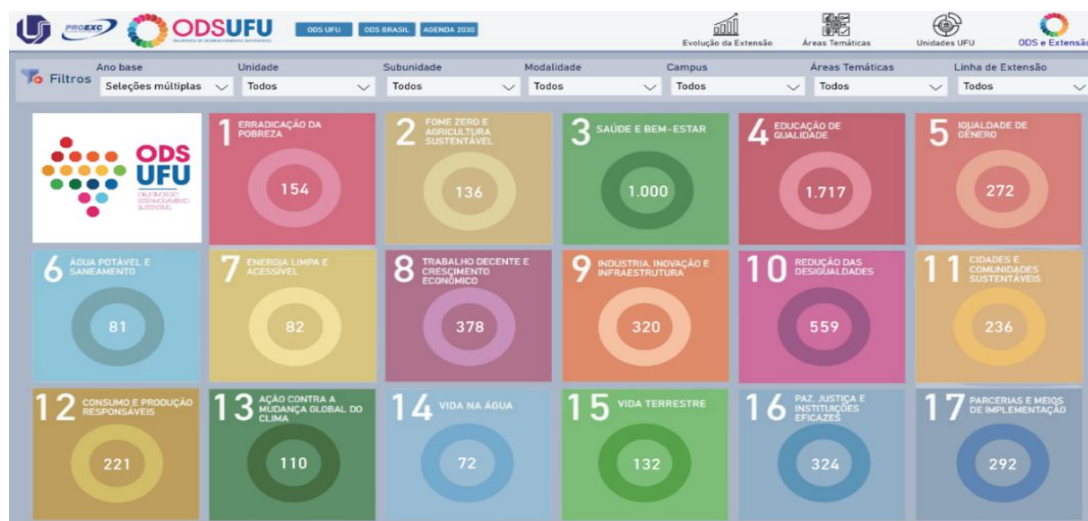 PROEXC
ODSUFU
ODS UFU
ODS BRASIL
AGENDA 2030
Evolução da Extensão
Áreas Temáticas
Unidades UFU
ODS e Extensão
Filtros
Ano base
Seleções múltiplas
Unidade
Todos
Subunidade
Todos
Modalidade
Todos
Campus
Todos
Áreas Temáticas
Todos
Linha de Extensão
Todos
ODS
UFU
1 ERRADICAÇÃO DA
POBREZA
154
2 FOME ZERO E
AGRICULTURA
SUSTENTÁVEL
136
3 SAÚDE E BEM-ESTAR
1.000
4 EDUCAÇÃO DE
QUALIDADE
1.717
5 IGUALDADE DE
GÊNERO
272
6 ÁGUA POTÁVEL E
SANEAMENTO
81
7 ENERGIA LIMPA E
ACESSÍVEL
82
8 TRABALHO DECENTE E
CRESCIMENTO
ECONÔMICO
378
9 INDÚSTRIA, INOVAÇÃO E
INFRAESTRUTURA
320
10 REDUÇÃO DAS
DESIGUALDADES
559
11 CIDADES E
COMUNIDADES
SUSTENTÁVEIS
236
12 CONSUMO E PRODUÇÃO
RESPONSÁVEIS
221
13 AÇÃO CONTRA A
MUDANÇA GLOBAL DO
CLIMA
110
14 VIDA NA ÁGUA
72
15 VIDA TERRESTRE
132
16 PAZ, JUSTIÇA E
INSTITUIÇÕES
EFICAZES
324
17 PARCERIAS E MEIOS
DE IMPLEMENTAÇÃO
292